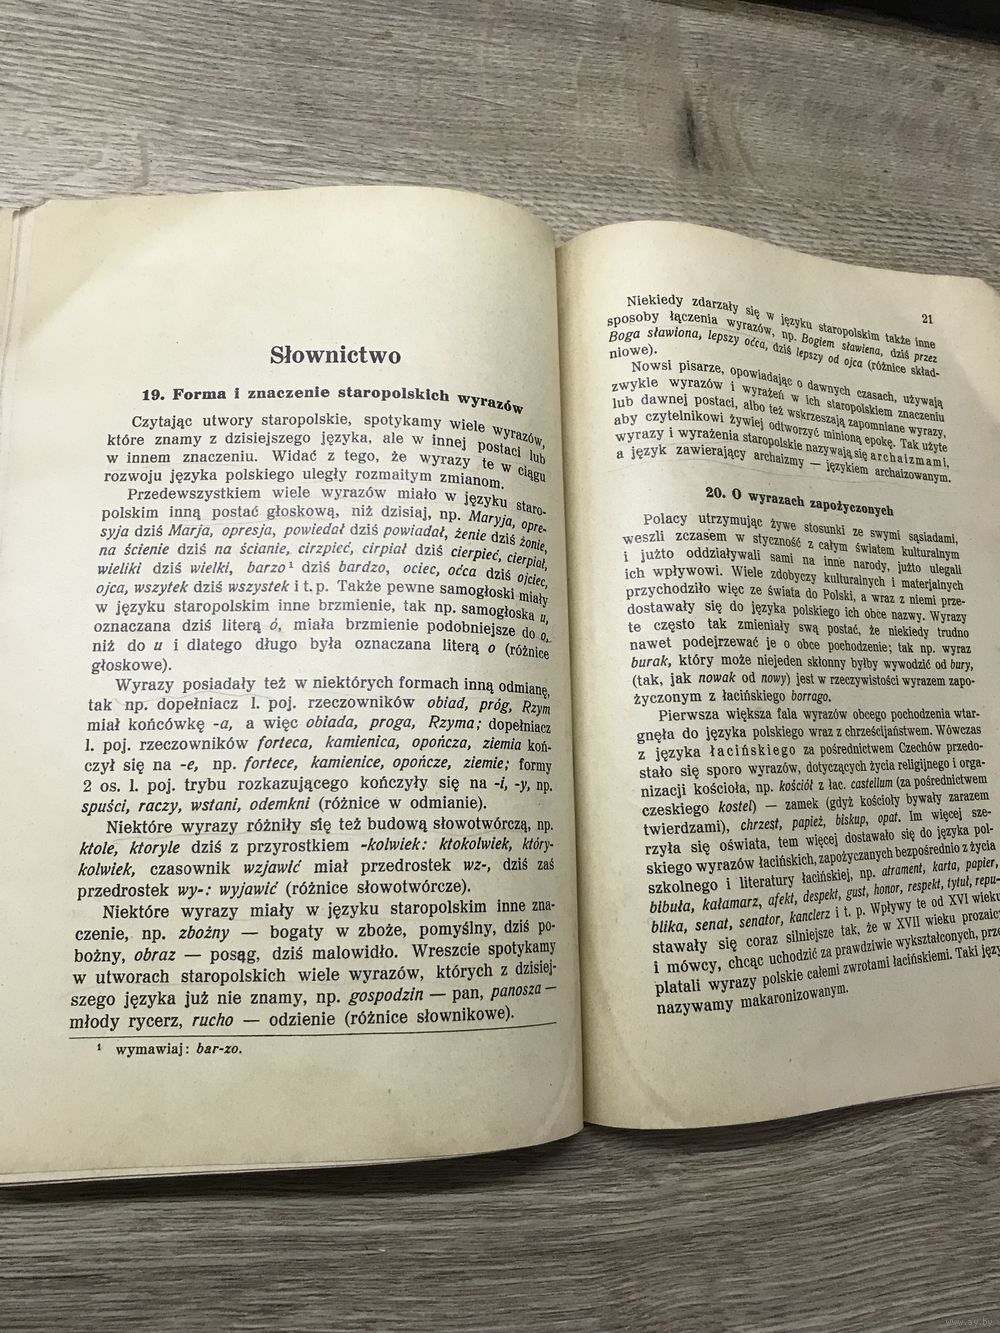 Słownictwo
19. Forma i znaczenie staropolskich wyrazów
Czytając utwory staropolskie, spotykamy wiele wyrazów,
które znamy z dzisiejszego języka, ale w innej postaci lub
w innem znaczeniu. Widać z tego, że wyrazy te w ciągu
rozwoju języka polskiego uległy rozmaitym zmianom.
Przedewszystkiem wiele wyrazów miało w języku staro-
polskim inną postać głoskową, niż dzisiaj, np. Maryja, opre-
syja dziś Marja, opresja, powiedał dziś powiadał, żenie dziś żonie,
na ścienie dziś na ścianie, cirzpieć, cirpiał dziś cierpieć, cierpiał,
wieliki dziś wielki, barzo¹ dziś bardzo, ociec, oćca dziś ojciec,
ojca, wszytek dziś wszystek i t. p. Także pewne samogłoski miały
w języku staropolskim inne brzmienie, tak np. samogłoska u,
oznaczana dziś literą ó, miała brzmienie podobniejsze do o,
niż do u i dlatego długo była oznaczana literą o (różnice
głoskowe).
Wyrazy posiadały też w niektórych formach inną odmianę,
tak np. dopełniacz l. poj. rzeczowników obiad, próg, Rzym
miał końcówkę -a, a więc obiada, proga, Rzyma; dopełniacz
l. poj. rzeczowników forteca, kamienica, opończa, ziemia koń-
czył się na -e, np. fortece, kamienice, opończe, ziemie; formy
2 os. l. poj. trybu rozkazującego kończyły się na -i, -y, np.
spuści, raczy, wstani, odemkni (różnice w odmianie).
Niektóre wyrazy różniły się też budową słowotwórczą, np.
ktole, ktoryle dziś z przyrostkiem -kolwiek: ktokolwiek, który-
kolwiek, czasownik wzjawić miał przedrostek wz-, dziś zaś
przedrostek wy-: wyjawić (różnice słowotwórcze).
Niektóre wyrazy miały w języku staropolskim inne zna-
czenie, np. zbożny — bogaty w zboże, pomyślny, dziś po-
bożny, obraz — posąg, dziś malowidło. Wreszcie spotykamy
w utworach staropolskich wiele wyrazów, których z dzisiej-
szego języka już nie znamy, np. gospodzin — pan, panosza —
młody rycerz, rucho — odzienie (różnice słownikowe).
¹ wymawiaj: bar-zo.
21
Niekiedy zdarzały się w języku staropolskim także inne
sposoby łączenia wyrazów, np. Bogiem sławiena, dziś przez
Boga sławiona, lepszy oćca, dziś lepszy od ojca (różnice skład-
niowe).
Nowsi pisarze, opowiadając o dawnych czasach, używają
zwykle wyrazów i wyrażeń w ich staropolskiem znaczeniu
lub dawnej postaci, albo też wskrzeszają zapomniane wyrazy,
aby czytelnikowi żywiej odtworzyć minioną epokę. Tak użyte
wyrazy i wyrażenia staropolskie nazywają się archaizmami,
a język zawierający archaizmy — językiem archaizowanym.
20. O wyrazach zapożyczonych
Polacy utrzymując żywe stosunki ze swymi sąsiadami,
weszli zczasem w styczność z całym światem kulturalnym
i jużto oddziaływali sami na inne narody, jużto ulegali
ich wpływowi. Wiele zdobyczy kulturalnych i materjalnych
przychodziło więc ze świata do Polski, a wraz z niemi prze-
dostawały się do języka polskiego ich obce nazwy. Wyrazy
te często tak zmieniały swą postać, że niekiedy trudno
nawet podejrzewać je o obce pochodzenie; tak np. wyraz
burak, który może niejeden skłonny byłby wywodzić od bury,
(tak, jak nowak od nowy) jest w rzeczywistości wyrazem zapo-
życzonym z łacińskiego borrago.
Pierwsza większa fala wyrazów obcego pochodzenia wtar-
gnęła do języka polskiego wraz z chrześcijaństwem. Wówczas
z języka łacińskiego za pośrednictwem Czechów przedo-
stało się sporo wyrazów, dotyczących życia religijnego i orga-
nizacji kościoła, np. kościół z łac. castellum (za pośrednictwem
czeskiego kostel) — zamek (gdyż kościoły bywały zarazem
twierdzami), chrzest, papież, biskup, opat. Im więcej sze-
rzyła się oświata, tem więcej dostawało się do języka pol-
skiego wyrazów łacińskich, zapożyczanych bezpośrednio z życia
szkolnego i literatury łacińskiej, np. atrament, karta, papier,
bibuła, kałamarz, afekt, despekt, gust, honor, respekt, tytuł, repu-
blika, senat, senator, kanclerz i t. p. Wpływy te od XVI wieku
stawały się coraz silniejsze tak, że w XVII wieku prozaic
i mówcy, chcąc uchodzić za prawdziwie wykształconych, prze
platali wyrazy polskie całemi zwrotami łacińskiemi. Taki języ
nazywamy makaronizowanym.
www.ay.by